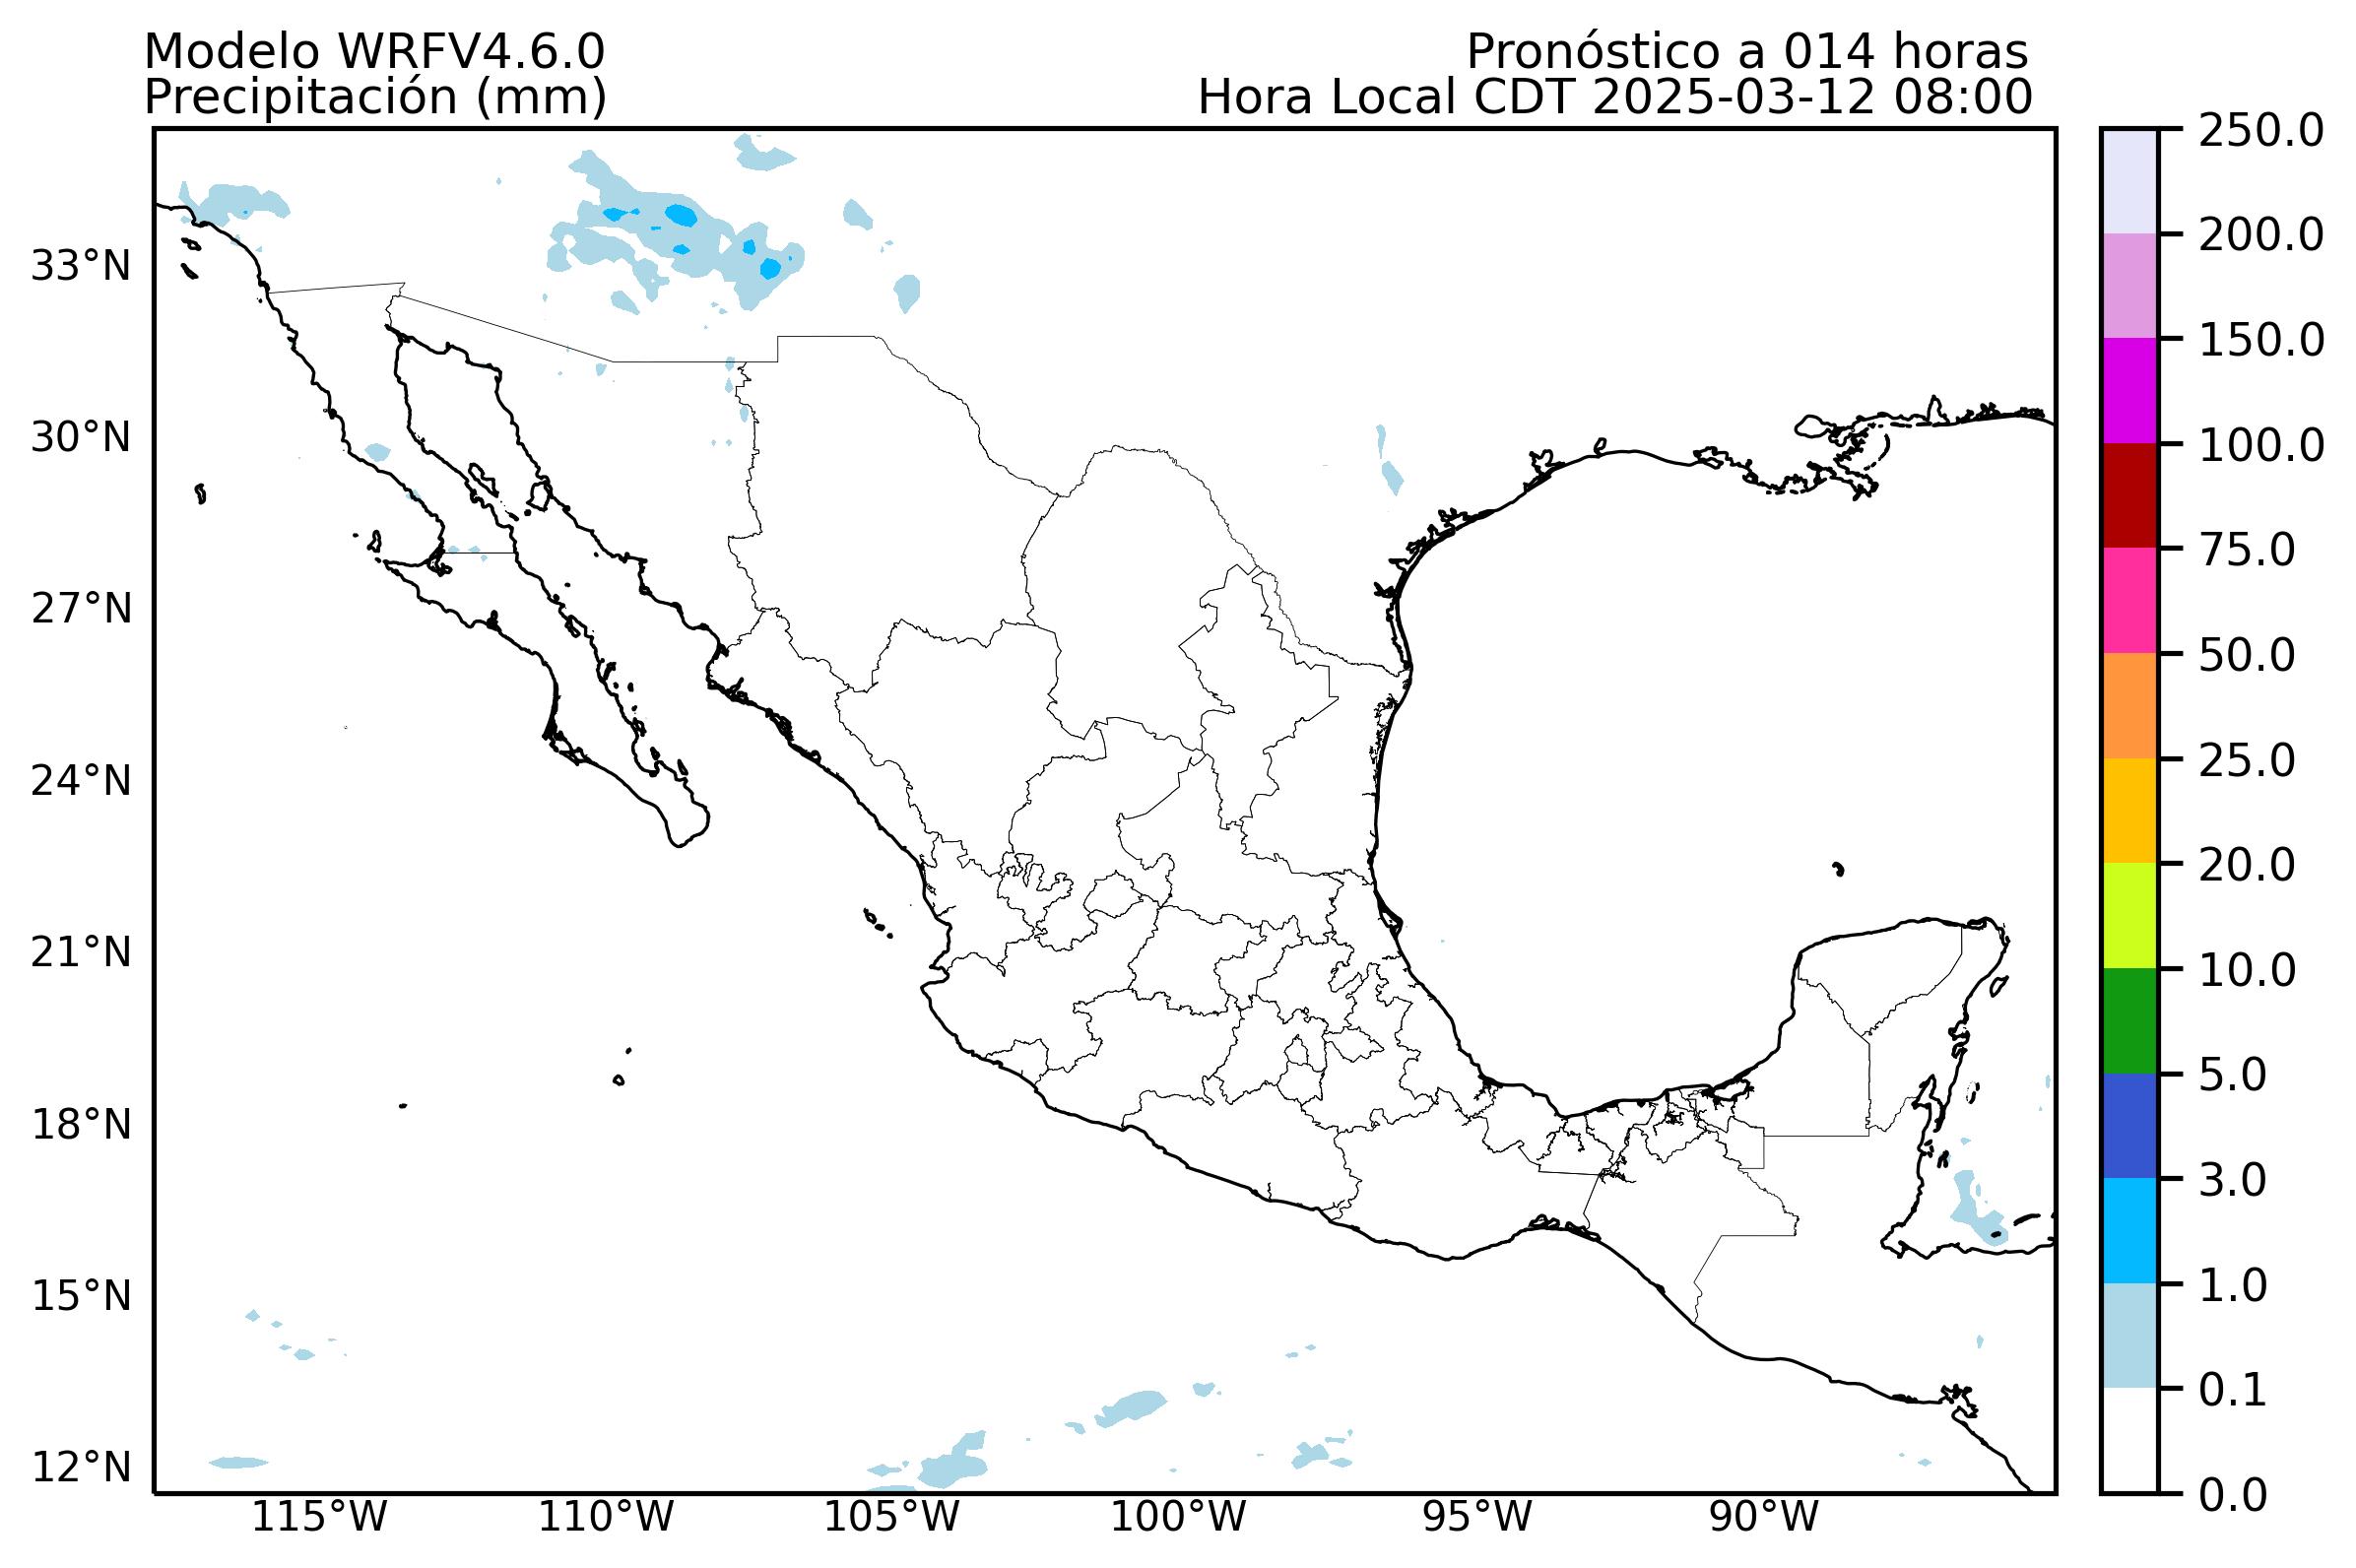 Modelo WRFV4.6.0
Pronóstico a 014 horas
Precipitación (mm)
Hora Local CDT 2025-03-12 08:00
33°N
30°N
27°N
24°N
21°N
18°N
15°N
12°N
115°W
110°W
105°W
100°W
95°W
90°W
250.0
200.0
150.0
100.0
75.0
50.0
25.0
20.0
10.0
5.0
3.0
1.0
0.1
0.0